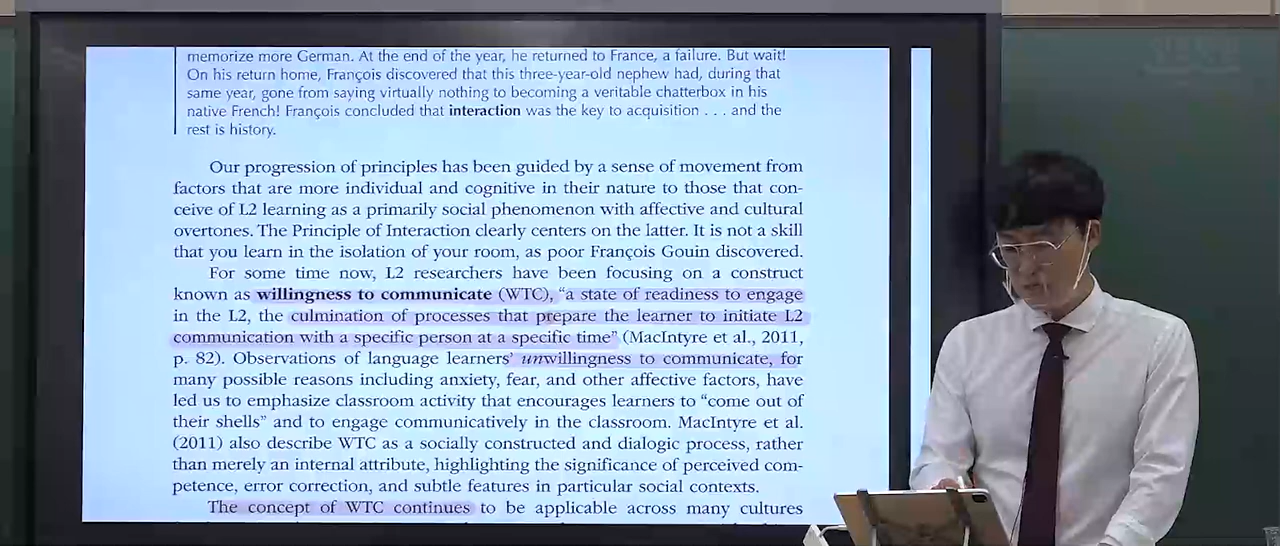 memorize more German. At the end of the year, he returned to France, a failure. But wait!
On his return home, François discovered that this three-year-old nephew had, during that
same year, gone from saying virtually nothing to becoming a veritable chatterbox in his
native French! François concluded that interaction was the key to acquisition . . . and the
rest is history.
Our progression of principles has been guided by a sense of movement from
factors that are more individual and cognitive in their nature to those that con-
ceive of L2 learning as a primarily social phenomenon with affective and cultural
overtones. The Principle of Interaction clearly centers on the latter. It is not a skill
that you learn in the isolation of your room, as poor François Gouin discovered.
For some time now, L2 researchers have been focusing on a construct
known as willingness to communicate (WTC), “a state of readiness to engage
in the L2, the culmination of processes that prepare the learner to initiate L2
communication with a specific person at a specific time” (MacIntyre et al., 2011,
p. 82). Observations of language learners’ unwillingness to communicate, for
many possible reasons including anxiety, fear, and other affective factors, have
led us to emphasize classroom activity that encourages learners to “come out of
their shells” and to engage communicatively in the classroom. MacIntyre et al.
(2011) also describe WTC as a socially constructed and dialogic process, rather
than merely an internal attribute, highlighting the significance of perceived com-
petence, error correction, and subtle features in particular social contexts.
The concept of WTC continues to be applicable across many cultures